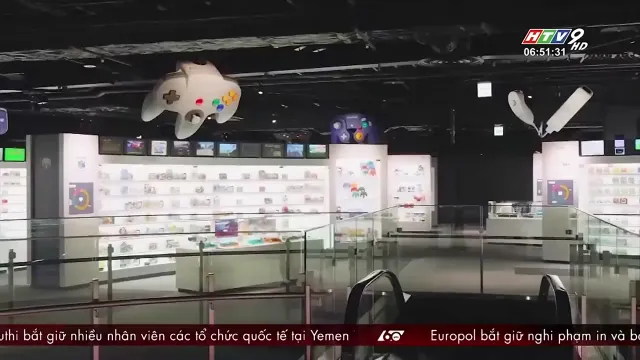 HTV9 HD
06:51:31
uthi bắt giữ nhiều nhân viên các tổ chức quốc tế tại Yemen
60
Europol bắt giữ nghi phạm in và b